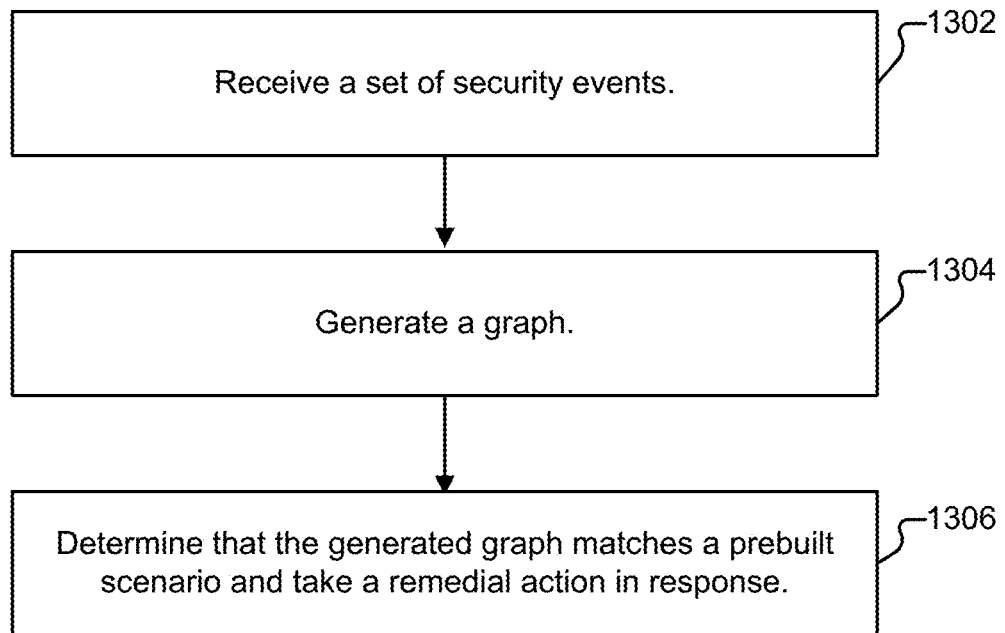 1302
Receive a set of security events.
1304
Generate a graph.
1306
Determine that the generated graph matches a prebuilt
scenario and take a remedial action in response.